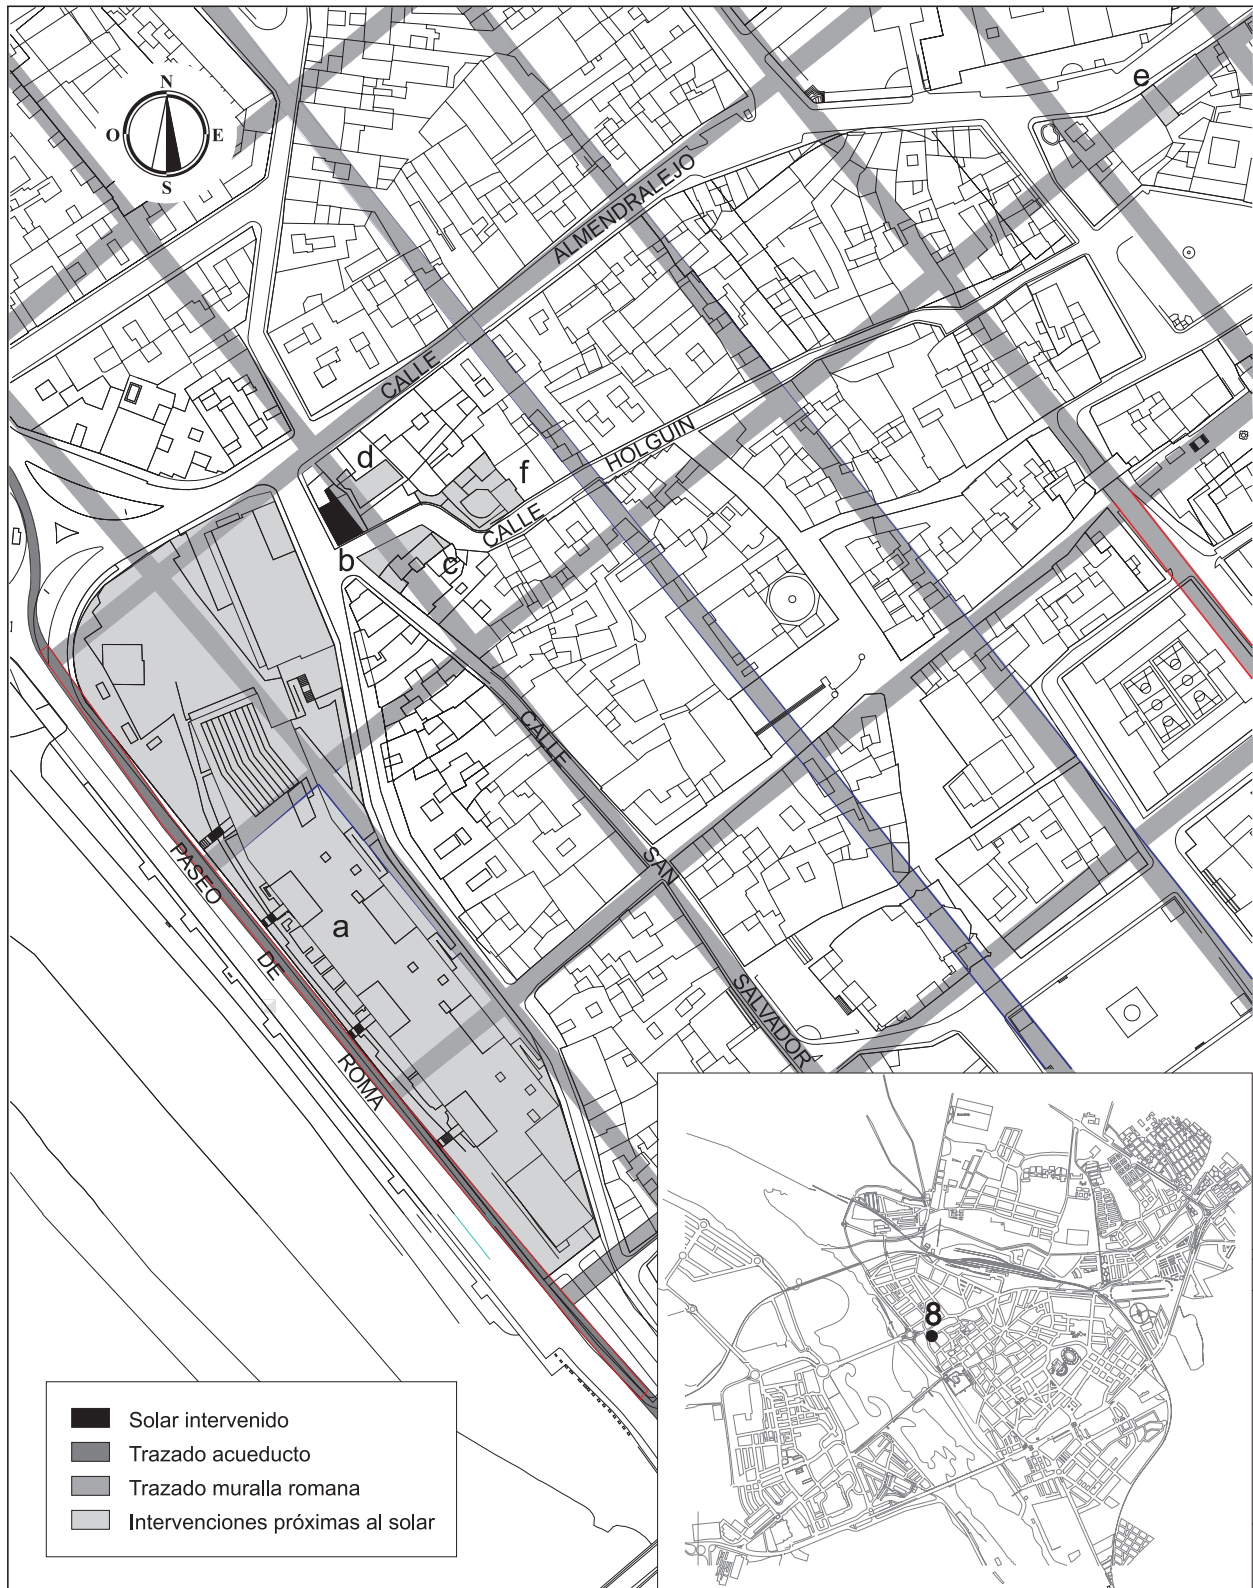 N
O E
S
e
CALLE ALMENDRALEJO
d
f
CALLE HOLGUIN
b
c
CALLE SAN SALVADOR
a
PASEO DE ROMA
8
Solar intervenido
Trazado acueducto
Trazado muralla romana
Intervenciones próximas al solar